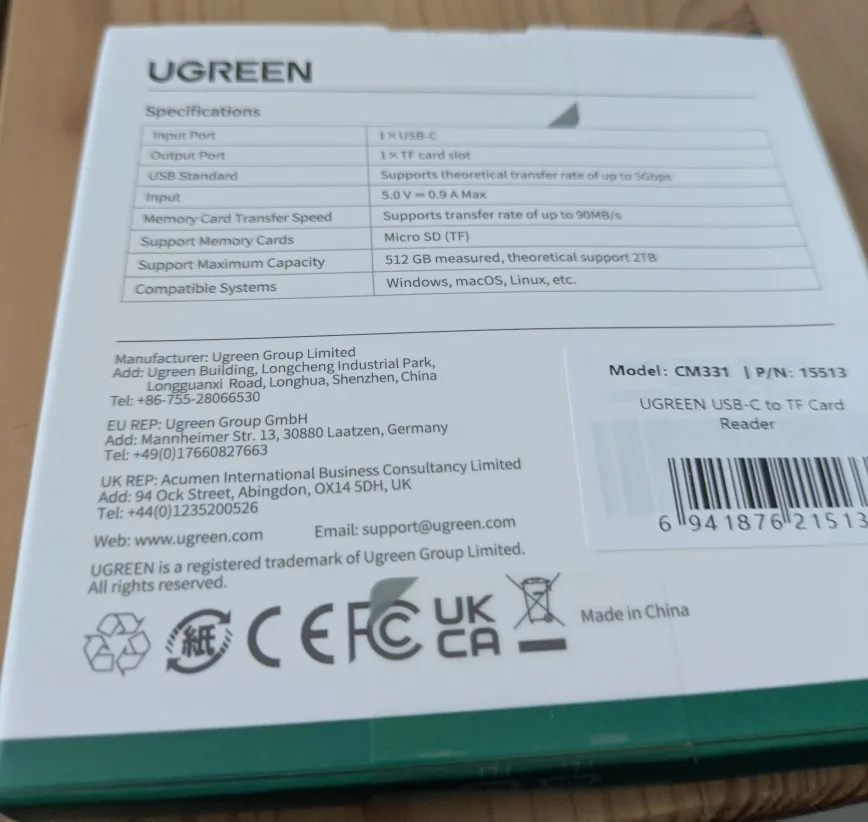 UGREEN
Specifications
Input Port 1 × USB-C
Output Port 1 × TF card slot
USB Standard Supports theoretical transfer rate of up to 5Gbps
Input 5.0 V ⎓ 0.9 A Max
Memory Card Transfer Speed Supports transfer rate of up to 90MB/s
Support Memory Cards Micro SD (TF)
Support Maximum Capacity 512 GB measured, theoretical support 2TB
Compatible Systems Windows, macOS, Linux, etc.
Manufacturer: Ugreen Group Limited
Add: Ugreen Building, Longcheng Industrial Park,
Longguanxi Road, Longhua, Shenzhen, China
Tel: +86-755-28066530
EU REP: Ugreen Group GmbH
Add: Mannheimer Str. 13, 30880 Laatzen, Germany
Tel: +49(0)17660827663
UK REP: Acumen International Business Consultancy Limited
Add: 94 Ock Street, Abingdon, OX14 5DH, UK
Tel: +44(0)1235200526
Web: www.ugreen.com Email: support@ugreen.com
UGREEN is a registered trademark of Ugreen Group Limited.
All rights reserved.
紙 CE FC UK
CA
Made in China
Model: CM331 | P/N: 15513
UGREEN USB-C to TF Card
Reader
6 941876 21513